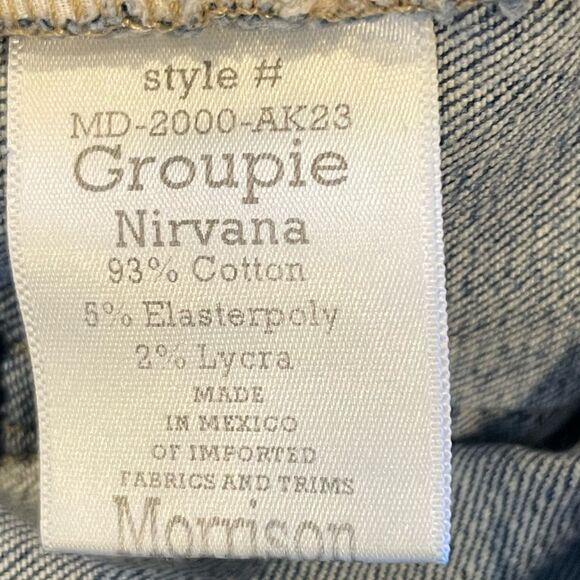 style #
MD-2000-AK23
Groupie
Nirvana
93% Cotton
5% Elasterpoly
2% Lycra
MADE
IN MEXICO
OF IMPORTED
FABRICS AND TRIMS
Morrison